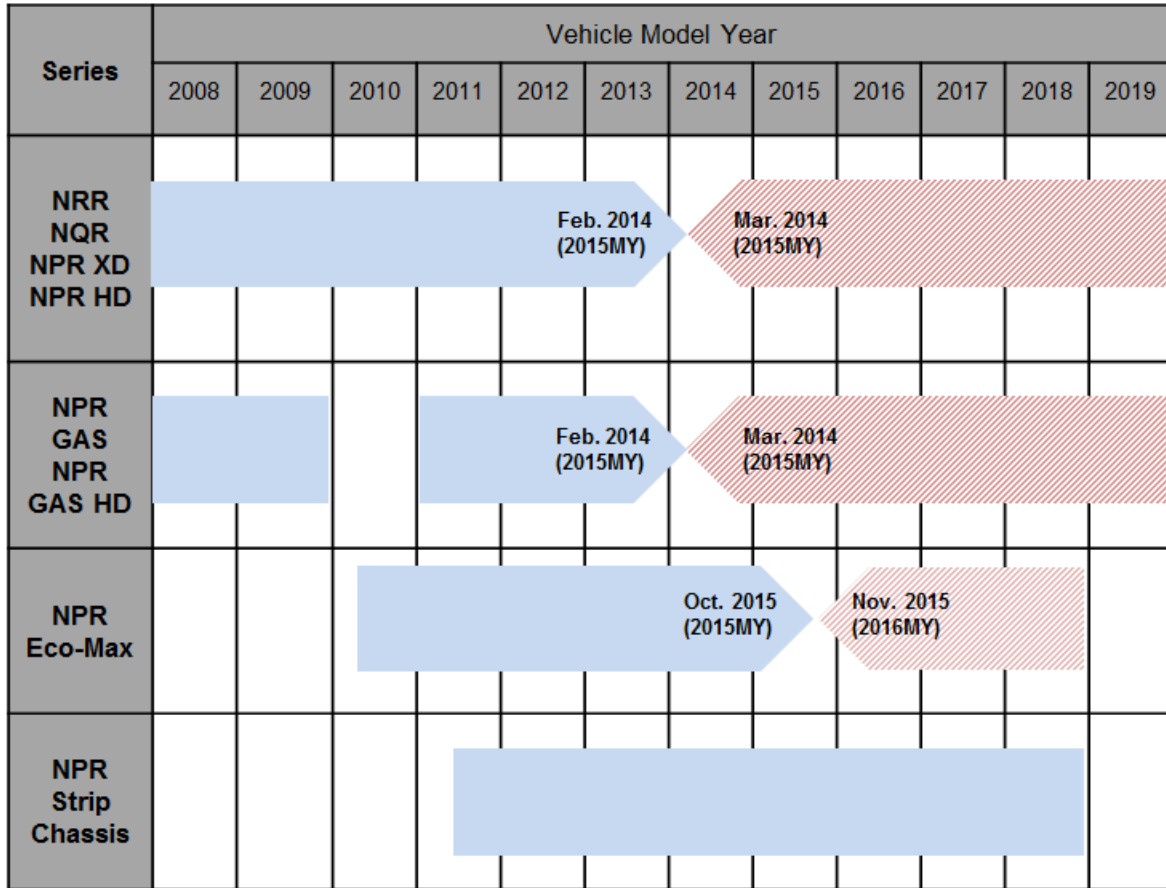 Series
Vehicle Model Year
2008 2009 2010 2011 2012 2013 2014 2015 2016 2017 2018 2019
NRR
NQR
NPR XD
NPR HD
Feb. 2014
(2015MY)
Mar. 2014
(2015MY)
NPR
GAS
NPR
GAS HD
Feb. 2014
(2015MY)
Mar. 2014
(2015MY)
NPR
Eco-Max
Oct. 2015
(2015MY)
Nov. 2015
(2016MY)
NPR
Strip
Chassis